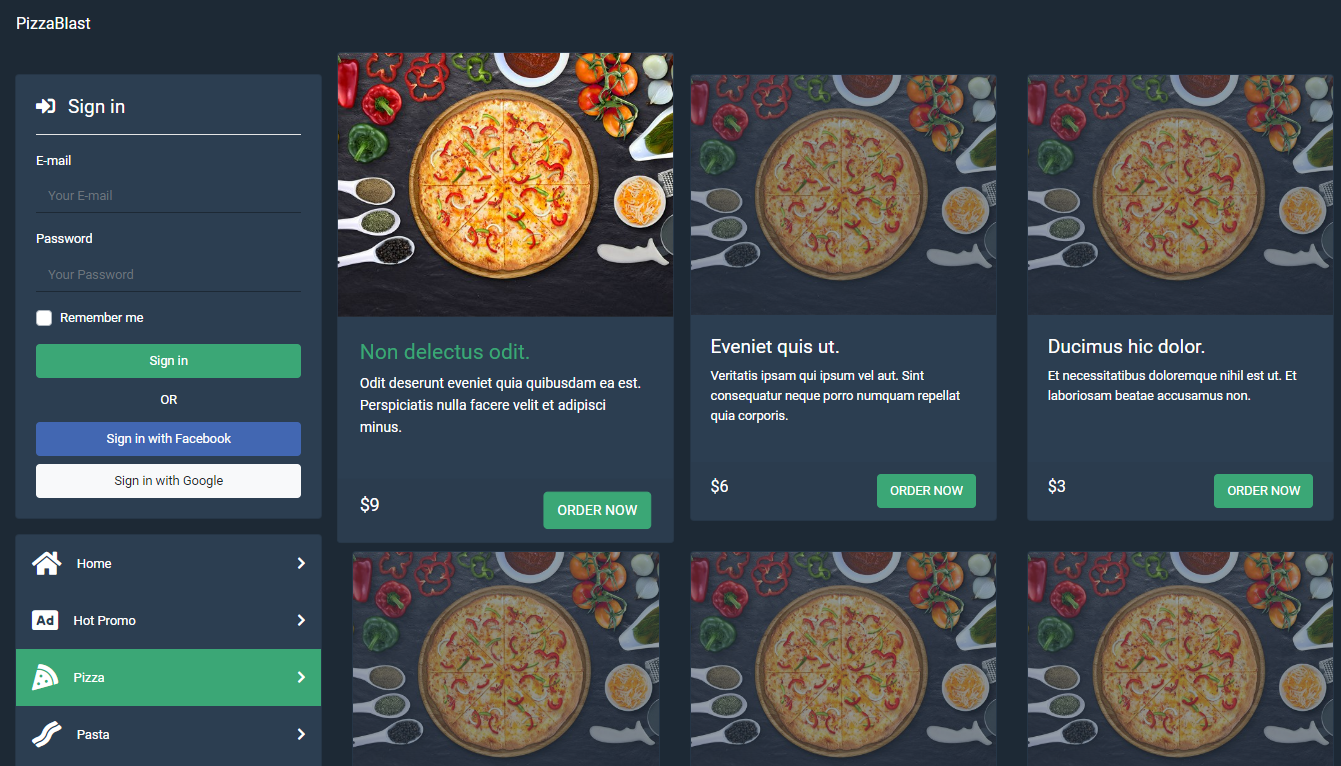 PizzaBlast
Sign in
E-mail
Your E-mail
Password
Your Password
Remember me
Sign in
OR
Sign in with Facebook
Sign in with Google
Home
Ad Hot Promo
Pizza
Pasta
Non delectus odit.
Odit deserunt eveniet quia quibusdam ea est.
Perspiciatis nulla facere velit et adipisci
minus.
$9 ORDER NOW
Eveniet quis ut.
Veritatis ipsam qui ipsum vel aut. Sint
consequatur neque porro numquam repellat
quia corporis.
$6 ORDER NOW
Ducimus hic dolor.
Et necessitatibus doloremque nihil est ut. Et
laboriosam beatae accusamus non.
$3 ORDER NOW